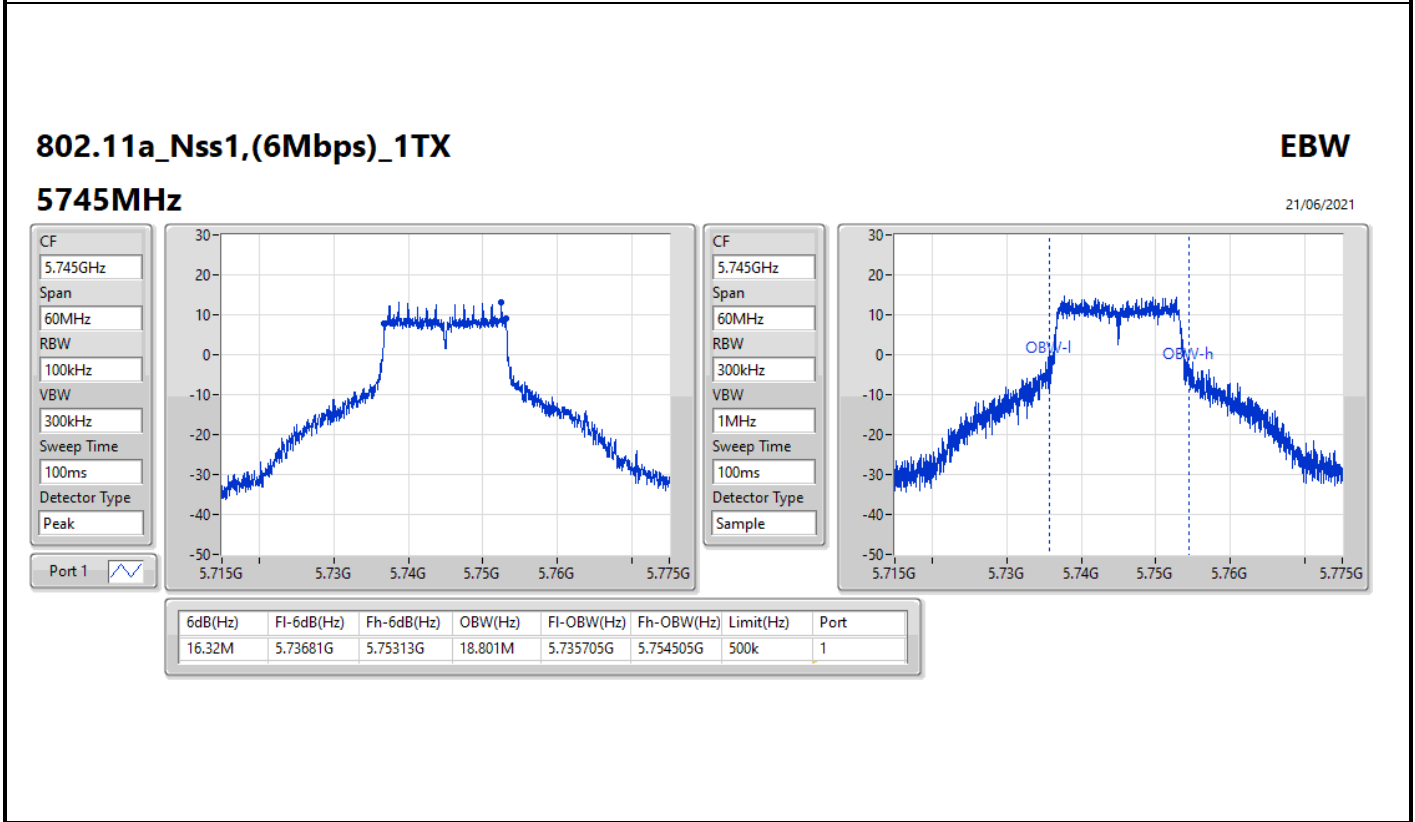 802.11a_Nss1,(6Mbps)_1TX
EBW
5745MHz
21/06/2021
CF
5.745GHz
Span
60MHz
RBW
100kHz
VBW
300kHz
Sweep Time
100ms
Detector Type
Peak
Port 1
30
20
10
0
-10
-20
-30
-40
-50
5.715G 5.73G 5.74G 5.75G 5.76G 5.775G
CF
5.745GHz
Span
60MHz
RBW
300kHz
VBW
1MHz
Sweep Time
100ms
Detector Type
Sample
30
20
10
0
-10
-20
-30
-40
-50
OBW-l
OBW-h
5.715G 5.73G 5.74G 5.75G 5.76G 5.775G
6dB(Hz) Fl-6dB(Hz) Fh-6dB(Hz) OBW(Hz) Fl-OBW(Hz) Fh-OBW(Hz) Limit(Hz) Port
16.32M 5.73681G 5.75313G 18.801M 5.735705G 5.754505G 500k 1